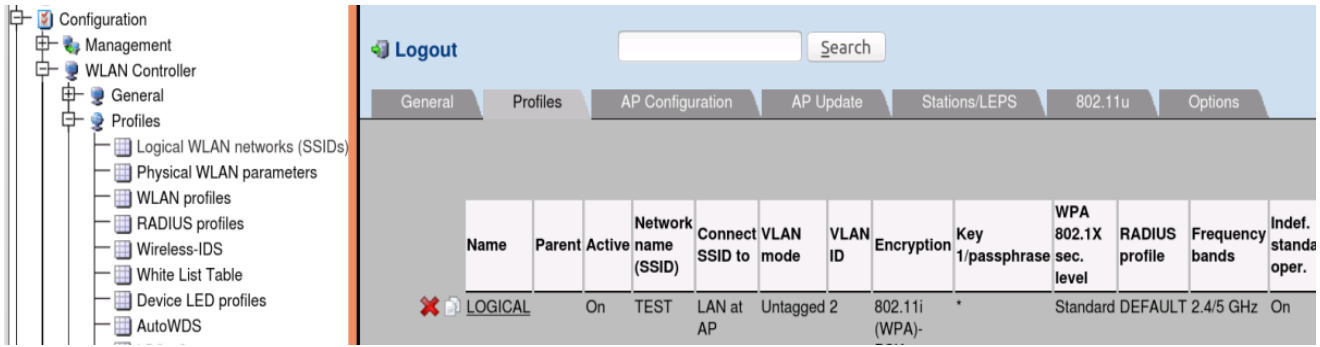 Configuration
Management
WLAN Controller
General
Profiles
Logical WLAN networks (SSIDs)
Physical WLAN parameters
WLAN profiles
RADIUS profiles
Wireless-IDS
White List Table
Device LED profiles
AutoWDS
Logout
Search
General Profiles AP Configuration AP Update Stations/LEPS 802.11u Options
Name Parent Active Network name (SSID) Connect SSID to VLAN mode VLAN ID Encryption Key 1/passphrase WPA 802.1X sec. level RADIUS profile Frequency bands Indef. standa oper.
LOGICAL On TEST LAN at AP Untagged 2 802.11i (WPA)- * Standard DEFAULT 2.4/5 GHz On